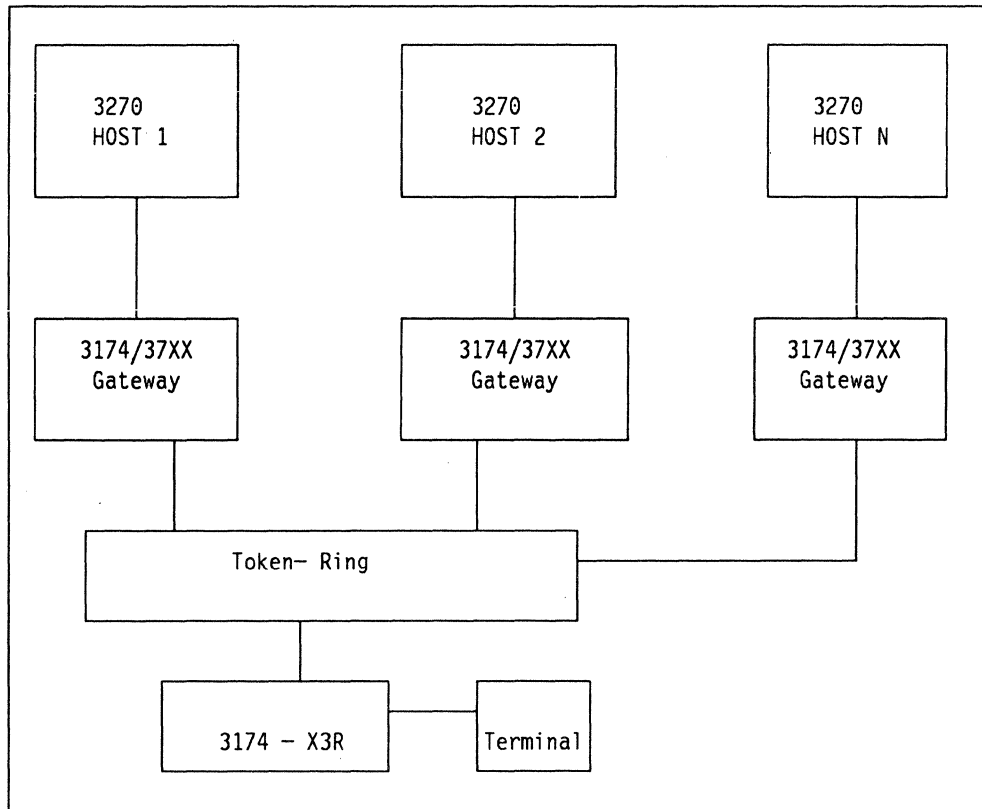 3270
HOST 1
3270
HOST 2
3270
HOST N
3174/37XX
Gateway
3174/37XX
Gateway
3174/37XX
Gateway
Token— Ring
3174 — X3R
Terminal